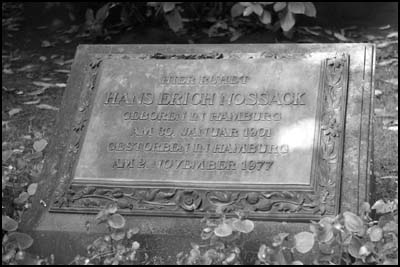 HIER RUHET
HANS ERICH NOSSACK
GEBOREN IN HAMBURG
AM 30. JANUAR 1901
GESTORBEN IN HAMBURG
AM 2. NOVEMBER 1977